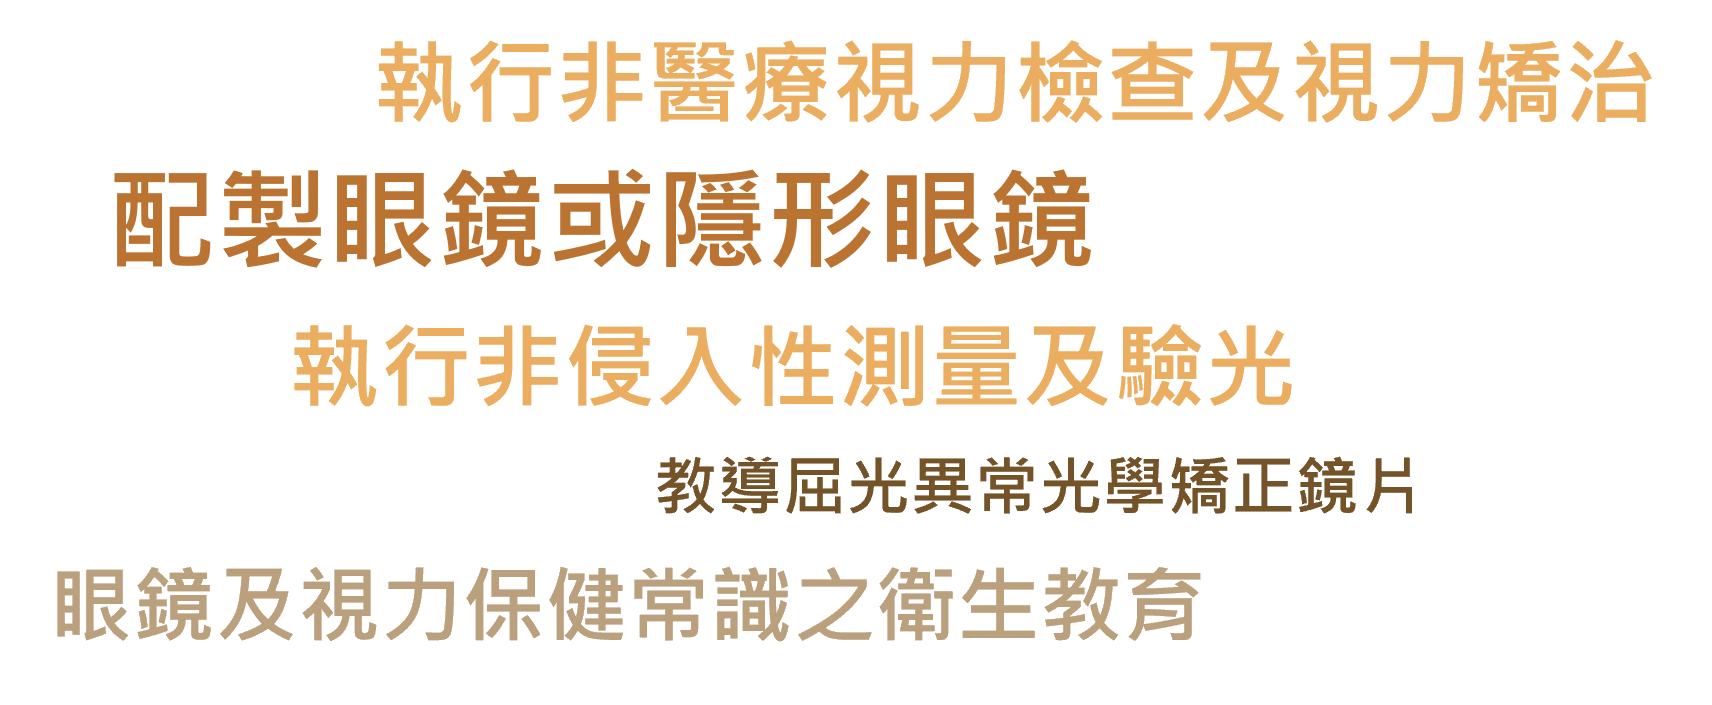 執行非醫療視力檢查及視力矯治
配製眼鏡或隱形眼鏡
執行非侵入性測量及驗光
教導屈光異常光學矯正鏡片
眼鏡及視力保健常識之衛生教育